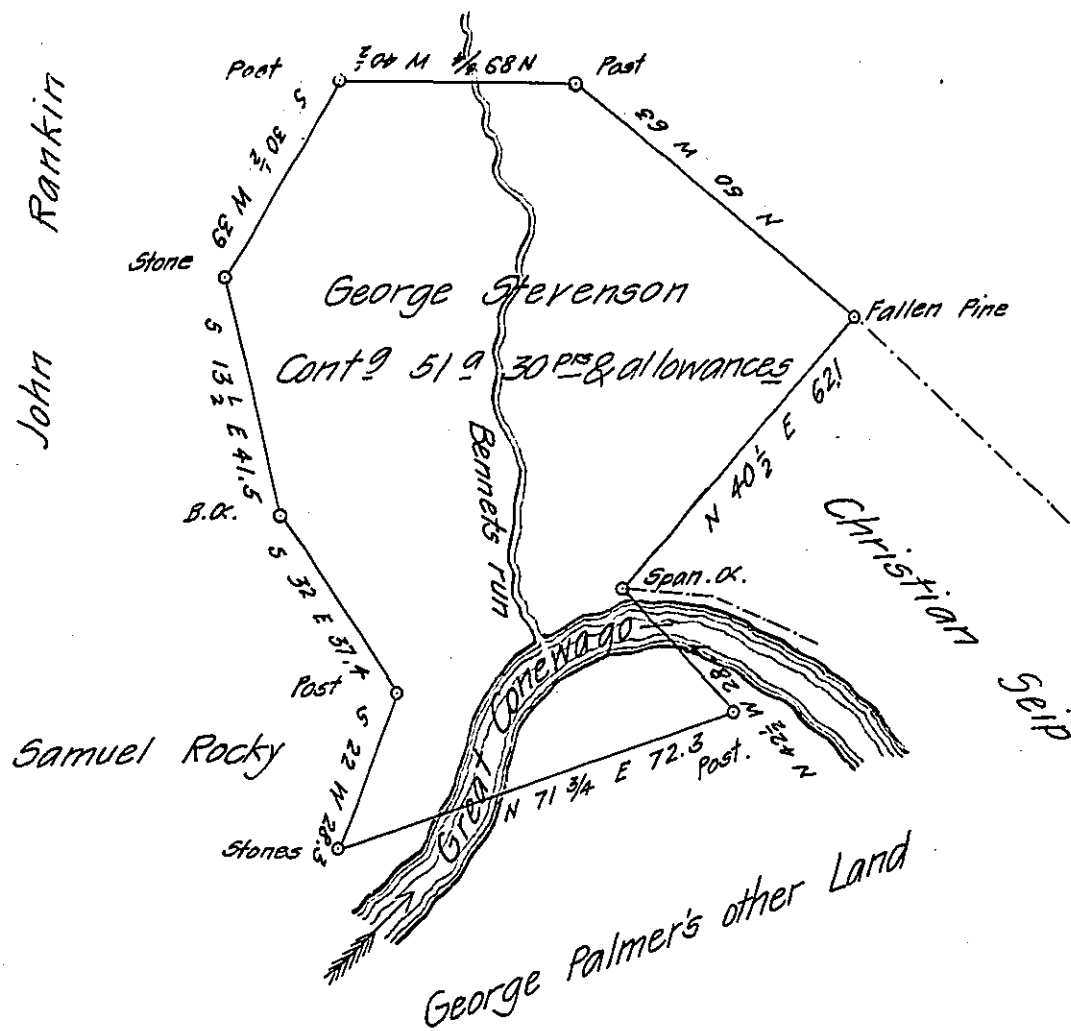 Post
N 89 3/4 W 40 1/2
Post
S 30 1/2 W 39
N 60 W 63
John Rankin
Stone
Fallen Pine
George Stevenson
Contg 51 a 30 prs & allowances
S 13 1/2 E 41.5
N 40 1/2 E 62.1
Bennets run
B.O.
S 32 E 37.4
Span. O.
Christian Seip
Great Conewago
Post
N 42 1/2 W 28
Post.
Samuel Rocky
S 22 W 28.3
N 71 3/4 E 72.3
Stones
George Palmer's other Land